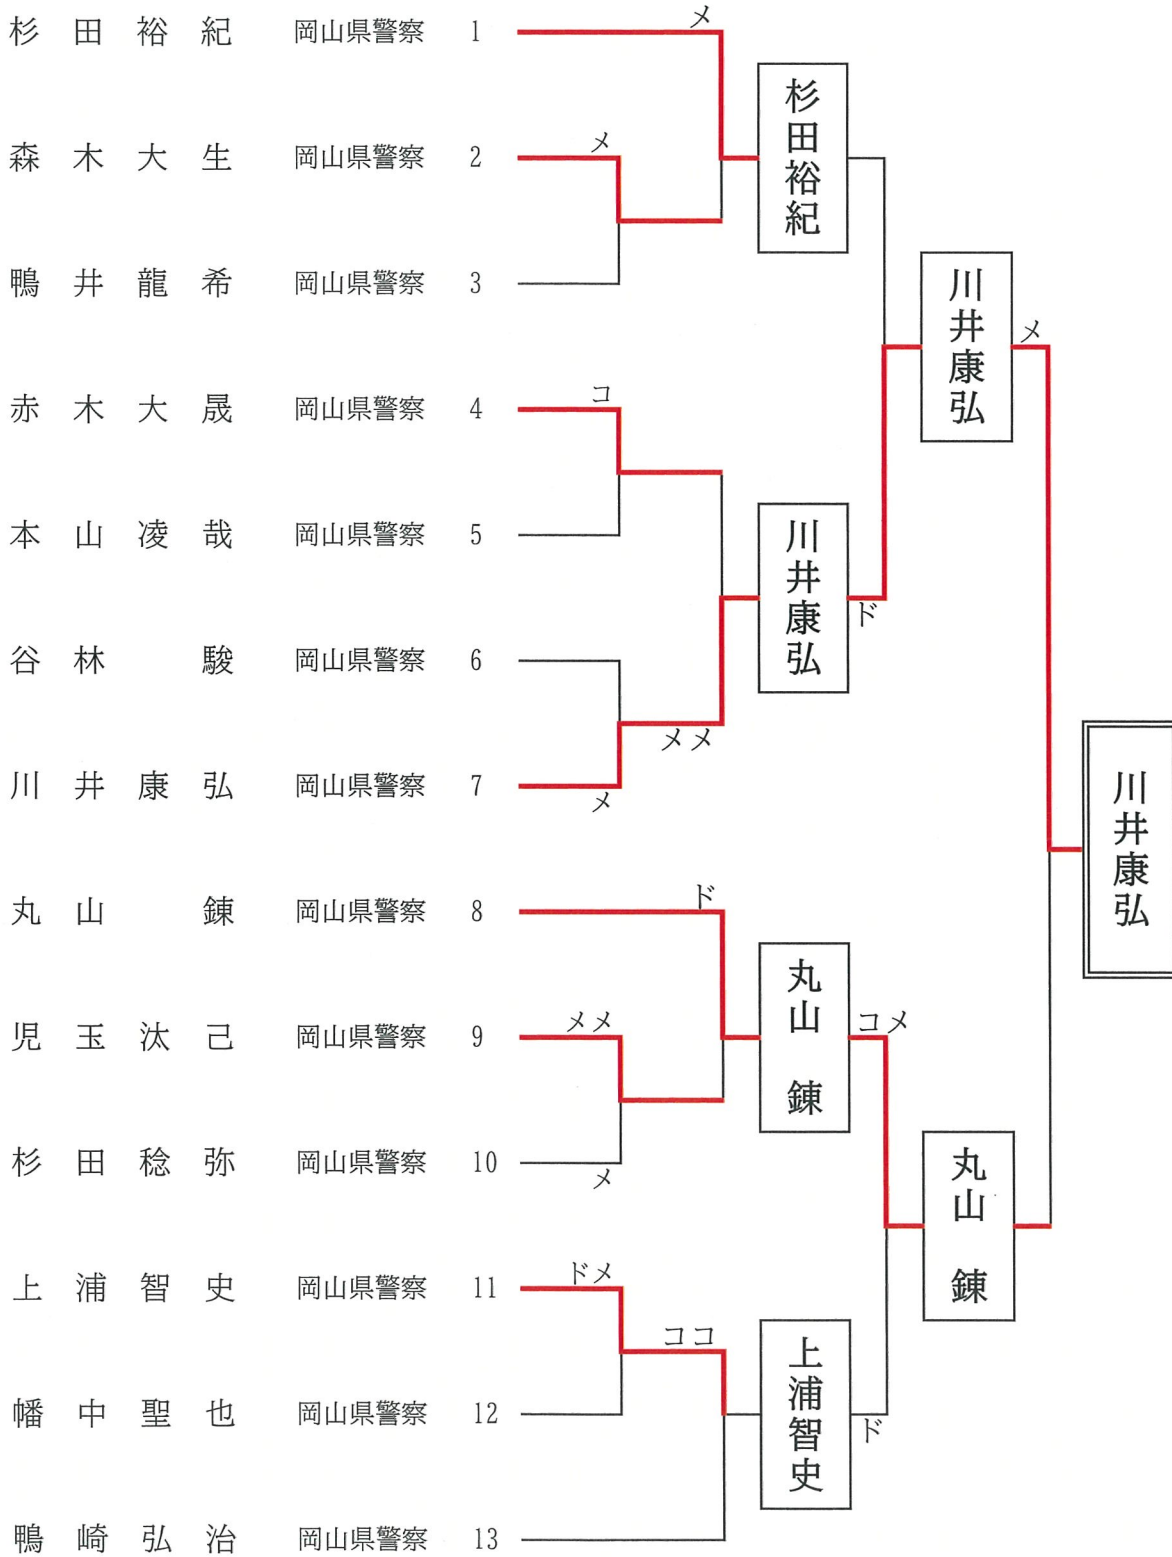 杉田裕紀 岡山県警察 1
メ
森木大生 岡山県警察 2
メ
鴨井龍希 岡山県警察 3
赤木大晟 岡山県警察 4
コ
本山凌哉 岡山県警察 5
谷林 駿 岡山県警察 6
メメ
川井康弘 岡山県警察 7
メ
丸山 錬 岡山県警察 8
ド
児玉汰己 岡山県警察 9
メメ
杉田稔弥 岡山県警察 10
メ
上浦智史 岡山県警察 11
ドメ
ココ
幡中聖也 岡山県警察 12
鴨崎弘治 岡山県警察 13
杉田裕紀
川井康弘
ド
丸山 錬
コメ
上浦智史
ド
川井康弘
メ
丸山 錬
川井康弘